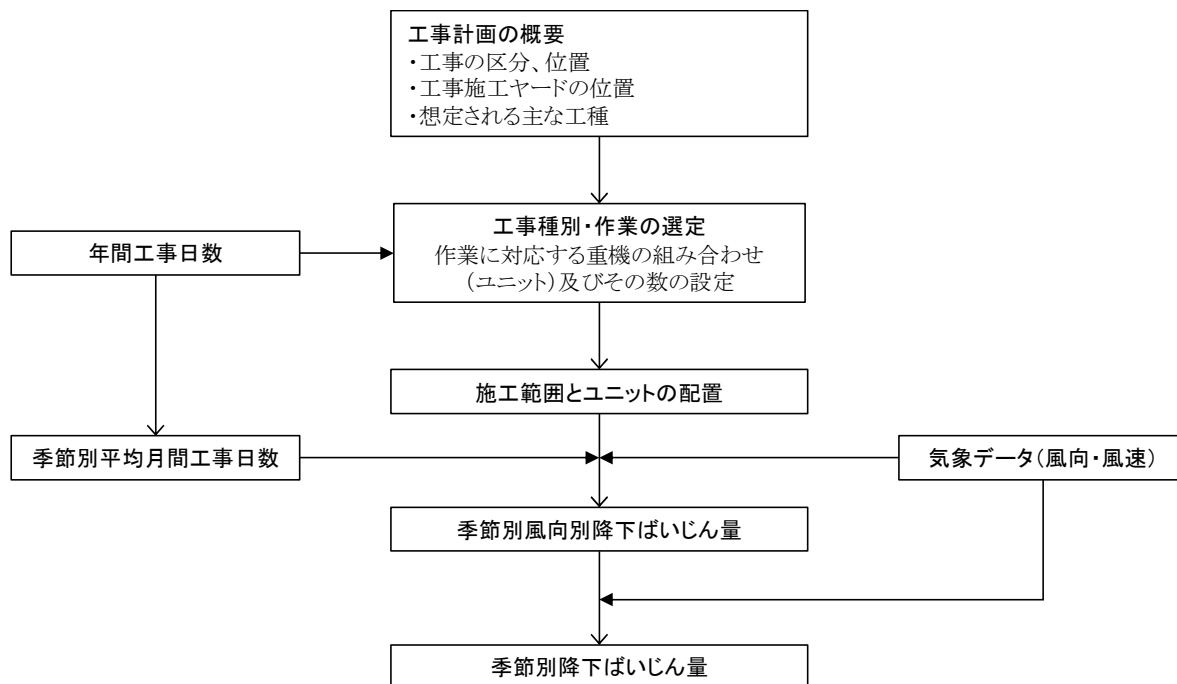 工事計画の概要
・工事の区分、位置
・工事施工ヤードの位置
・想定される主な工種
工事種別・作業の選定
作業に対応する重機の組み合わせ
(ユニット)及びその数の設定
年間工事日数
施工範囲とユニットの配置
季節別平均月間工事日数
気象データ(風向・風速)
季節別風向別降下ばいじん量
季節別降下ばいじん量